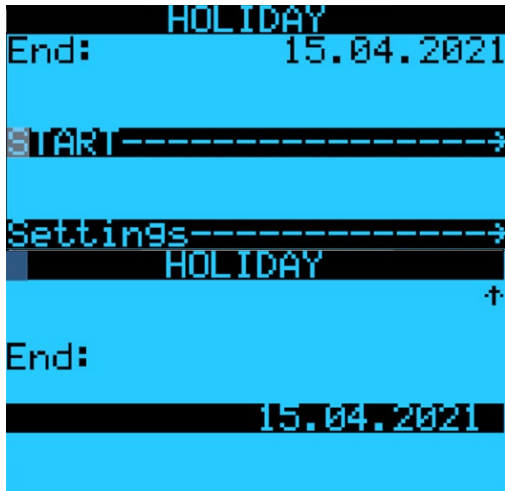 HOLIDAY
End: 15.04.2021
START----------------→
Settings-------------→
HOLIDAY
↑
End:
15.04.2021